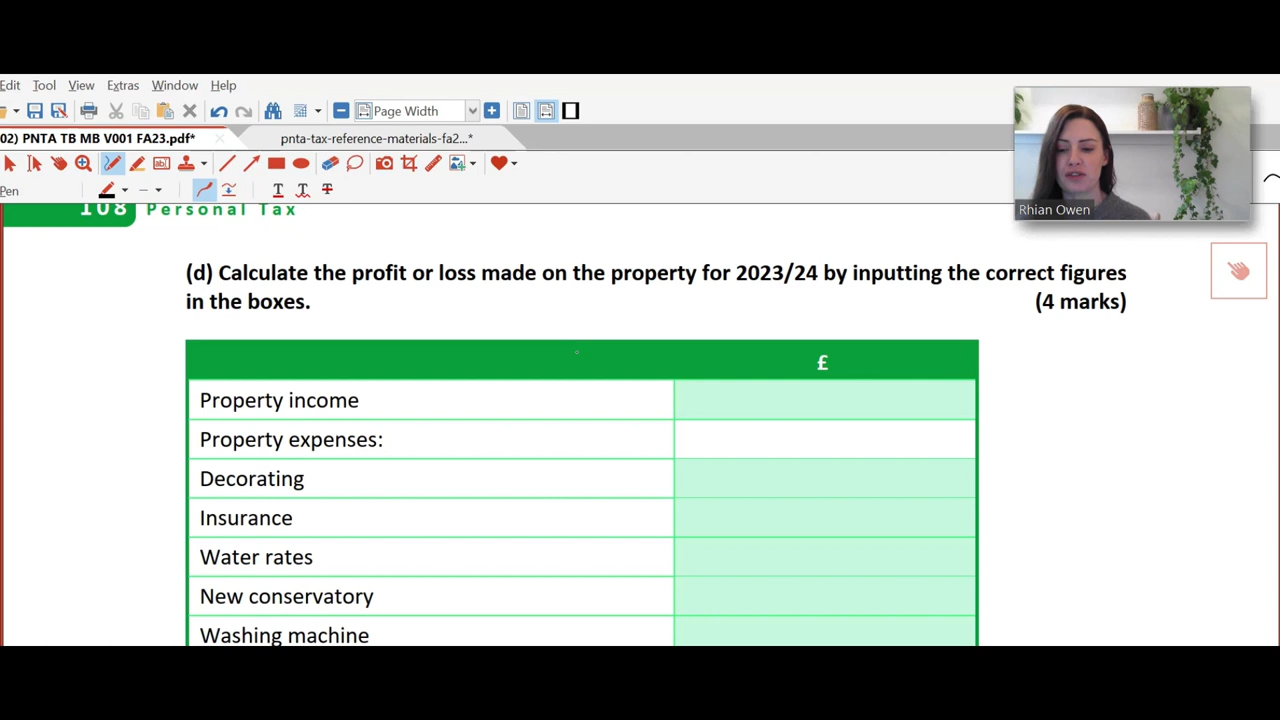 Edit Tool View Extras Window Help
Page Width
02) PNTA TB MB V001 FA23.pdf* pnta-tax-reference-materials-fa2...*
Pen
T T T
Rhian Owen
108 Personal Tax
(d) Calculate the profit or loss made on the property for 2023/24 by inputting the correct figures
in the boxes. (4 marks)
£
Property income
Property expenses:
Decorating
Insurance
Water rates
New conservatory
Washing machine